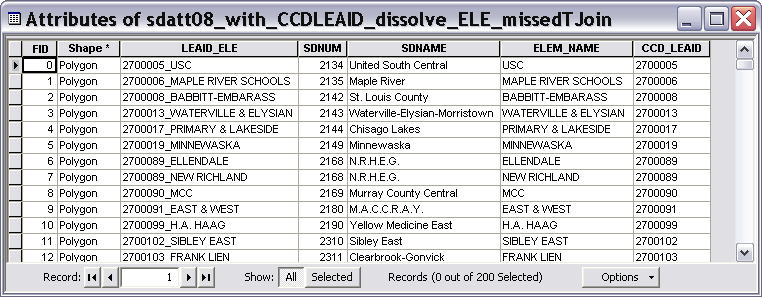 Attributes of sdatt08_with_CCDLEAID_dissolve_ELE_missedTJoin
FID Shape * LEAID_ELE SDNUM SDNAME ELEM_NAME CCD_LEAID
0 Polygon 2700005_USC 2134 United South Central USC 2700005
1 Polygon 2700006_MAPLE RIVER SCHOOLS 2135 Maple River MAPLE RIVER SCHOOLS 2700006
2 Polygon 2700008_BABBITT-EMBARASS 2142 St. Louis County BABBITT-EMBARASS 2700008
3 Polygon 2700013_WATERVILLE & ELYSIAN 2143 Waterville-Elysian-Morristown WATERVILLE & ELYSIAN 2700013
4 Polygon 2700017_PRIMARY & LAKESIDE 2144 Chisago Lakes PRIMARY & LAKESIDE 2700017
5 Polygon 2700019_MINNEWASKA 2149 Minnewaska MINNEWASKA 2700019
6 Polygon 2700089_ELLENDALE 2168 N.R.H.E.G. ELLENDALE 2700089
7 Polygon 2700089_NEW RICHLAND 2168 N.R.H.E.G. NEW RICHLAND 2700089
8 Polygon 2700090_MCC 2169 Murray County Central MCC 2700090
9 Polygon 2700091_EAST & WEST 2180 M.A.C.C.R.A.Y. EAST & WEST 2700091
10 Polygon 2700099_H.A. HAAG 2190 Yellow Medicine East H.A. HAAG 2700099
11 Polygon 2700102_SIBLEY EAST 2310 Sibley East SIBLEY EAST 2700102
12 Polygon 2700103_FRANK LIEN 2311 Clearbrook-Gonvick FRANK LIEN 2700103
Record: 1 Show: All Selected Records (0 out of 200 Selected) Options